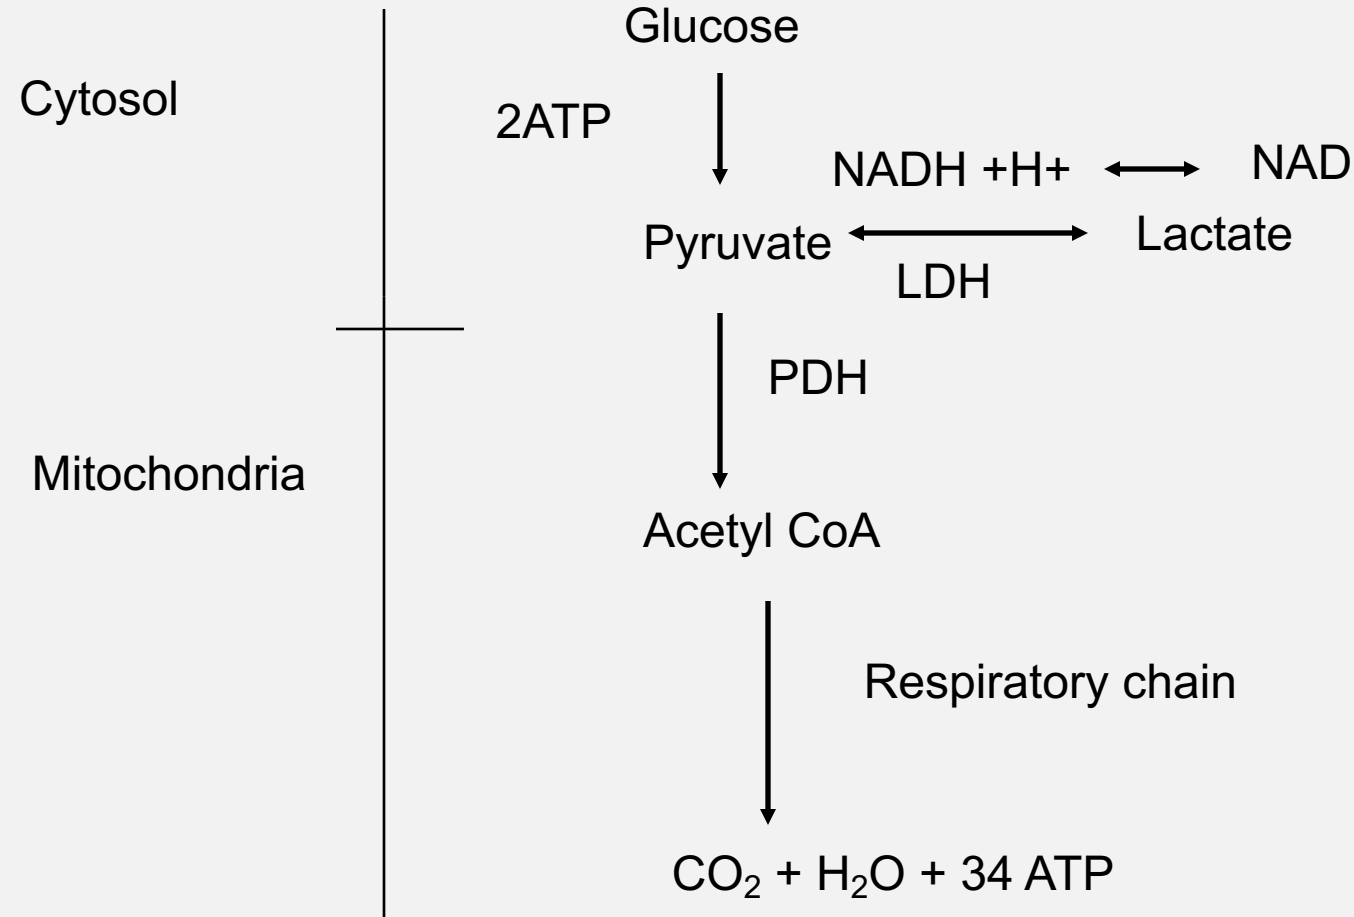 Glucose
Cytosol
2ATP
NADH +H+ NAD
Pyruvate Lactate
LDH
PDH
Mitochondria
Acetyl CoA
Respiratory chain
CO₂ + H₂O + 34 ATP